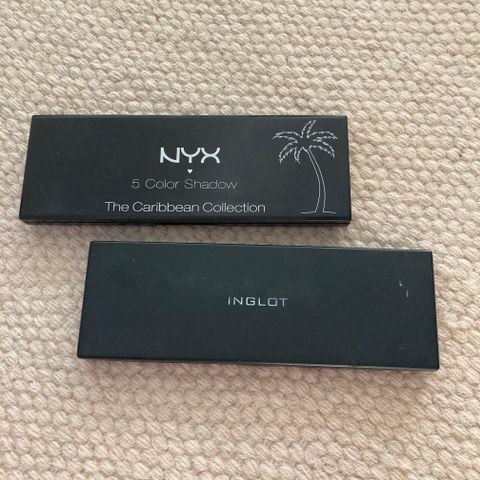 NYX
5 Color Shadow
The Caribbean Collection
INGLOT